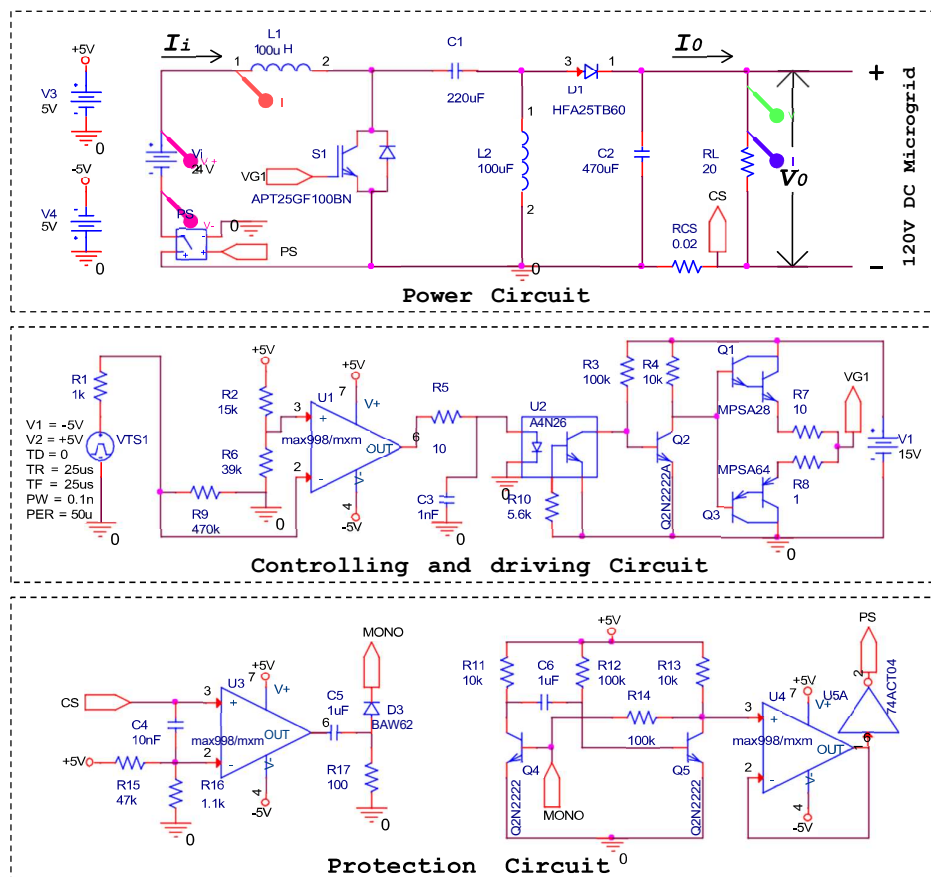 Ii
I0
+5V
V3
5V
0
-5V
V4
5V
0
L1
100u H
1
2
C1
220uF
3
1
D1
HFA25TB60
Vi
24V
V+
V-
PS
0
PS
S1
VG1
APT25GF100BN
1
L2
100uF
2
0
C2
470uF
RCS
0.02
CS
RL
20
V
I
V0
+
-
120V DC Microgrid
Power Circuit
R1
1k
V1 = -5V
V2 = +5V
TD = 0
TR = 25us
TF = 25us
PW = 0.1n
PER = 50u
VTS1
0
+5V
R2
15k
R6
39k
R9
470k
0
+5V
7
U1
V+
3
+
max998/mxm
OUT
6
2
-
V-
4
-5V
R5
10
C3
1nF
0
U2
A4N26
0
R10
5.6k
R3
100k
R4
10k
Q2
Q2N2222A
Q1
MPSA28
R7
10
MPSA64
R8
1
Q3
VG1
V1
15V
0
Controlling and driving Circuit
CS
C4
10nF
+5V
R15
47k
R16
1.1k
0
+5V
7
U3
V+
3
+
max998/mxm
OUT
6
2
-
V-
4
-5V
C5
1uF
MONO
D3
BAW62
R17
100
0
+5V
R11
10k
C6
1uF
R12
100k
R13
10k
R14
100k
Q4
Q2N2222
MONO
Q5
Q2N2222
0
+5V
7
U4
V+
3
+
max998/mxm
OUT
6
2
-
V-
4
-5V
U5A
1
2
74ACT04
PS
Protection Circuit